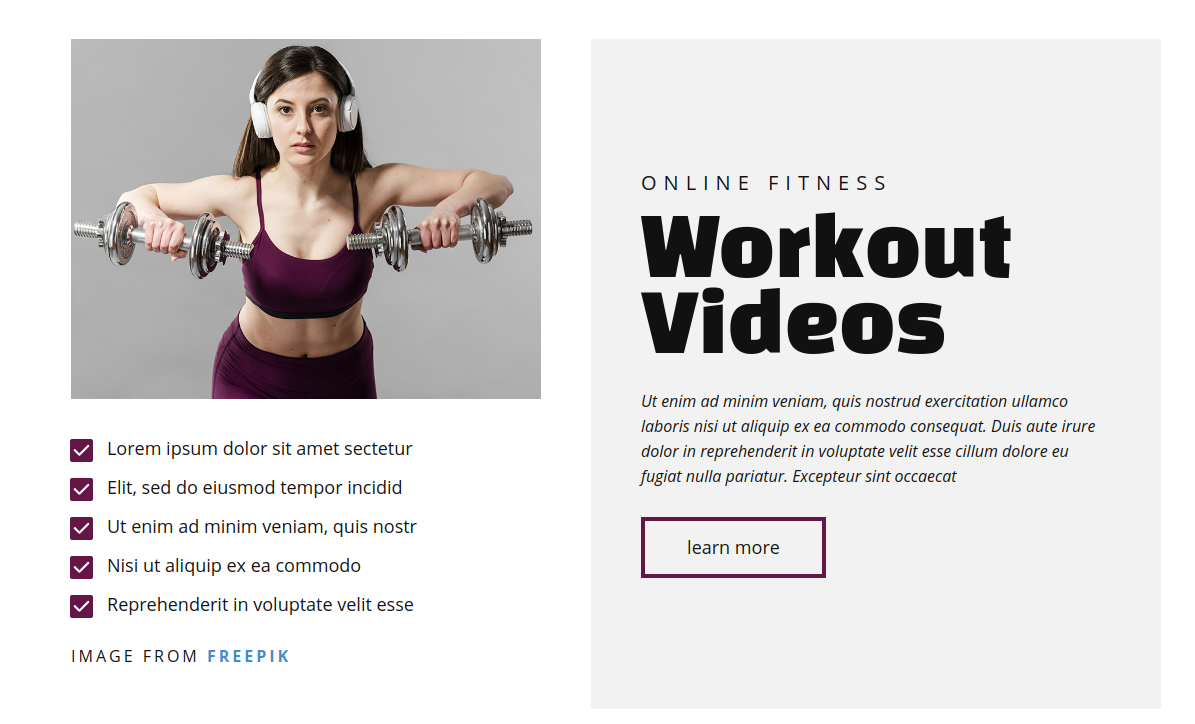 Lorem ipsum dolor sit amet sectetur
Elit, sed do eiusmod tempor incidid
Ut enim ad minim veniam, quis nostr
Nisi ut aliquip ex ea commodo
Reprehenderit in voluptate velit esse
IMAGE FROM FREEPIK
ONLINE FITNESS
Workout
Videos
Ut enim ad minim veniam, quis nostrud exercitation ullamco
laboris nisi ut aliquip ex ea commodo consequat. Duis aute irure
dolor in reprehenderit in voluptate velit esse cillum dolore eu
fugiat nulla pariatur. Excepteur sint occaecat
learn more